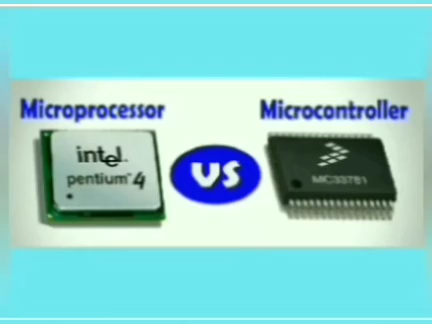 Microprocessor
Microcontroller
intel.
pentium 4
VS
MC33781